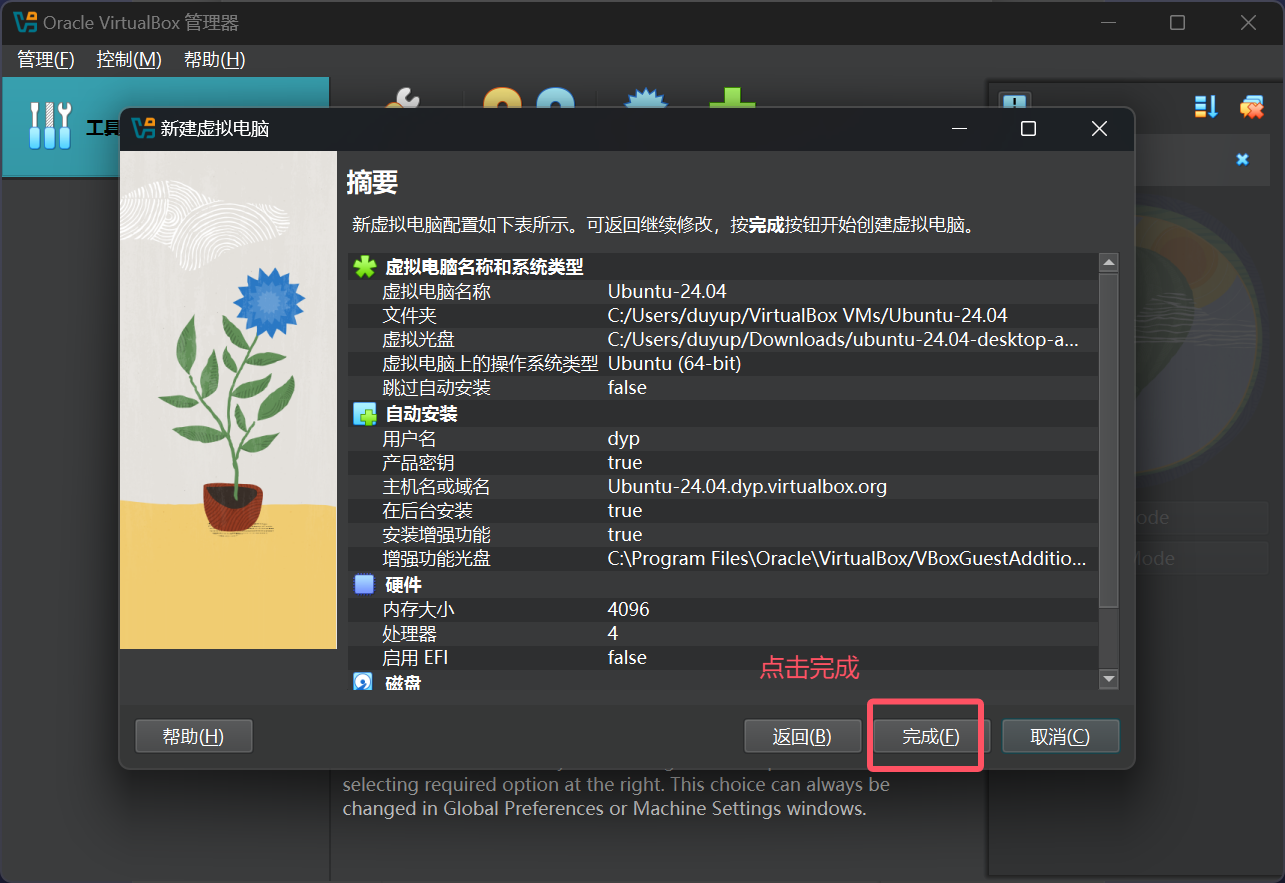 Oracle VirtualBox 管理器
管理(F) 控制(M) 帮助(H)
工具
新建虚拟电脑
摘要
新虚拟电脑配置如下表所示。可返回继续修改，按完成按钮开始创建虚拟电脑。
虚拟电脑名称和系统类型
虚拟电脑名称 Ubuntu-24.04
文件夹 C:/Users/duyup/VirtualBox VMs/Ubuntu-24.04
虚拟光盘 C:/Users/duyup/Downloads/ubuntu-24.04-desktop-a...
虚拟电脑上的操作系统类型 Ubuntu (64-bit)
跳过自动安装 false
自动安装
用户名 dyp
产品密钥 true
主机名或域名 Ubuntu-24.04.dyp.virtualbox.org
在后台安装 true
安装增强功能 true
增强功能光盘 C:\Program Files\Oracle\VirtualBox/VBoxGuestAdditio...
硬件
内存大小 4096
处理器 4
启用 EFI false
磁盘
点击完成
帮助(H) 返回(B) 完成(F) 取消(C)
ode
Mode
selecting required option at the right. This choice can always be
changed in Global Preferences or Machine Settings windows.